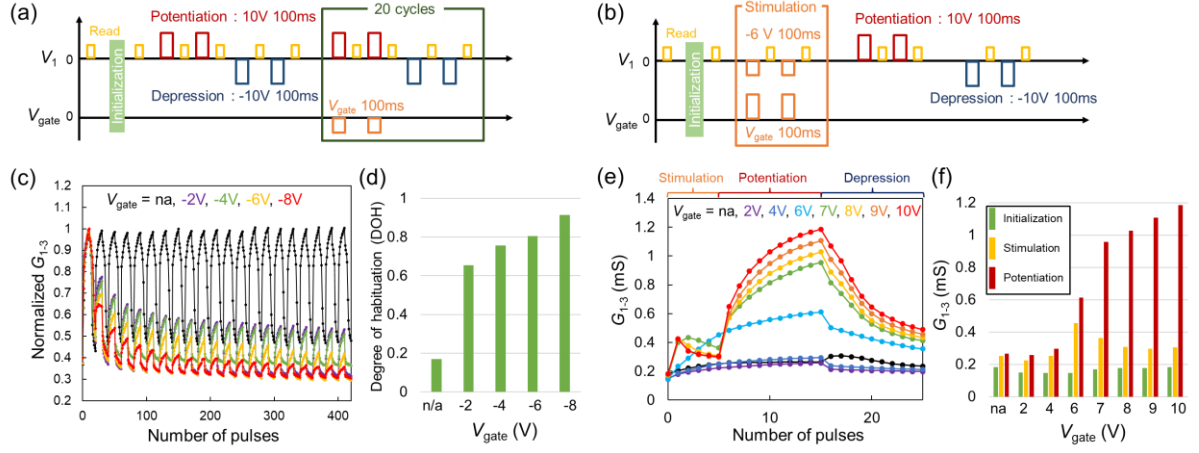 (a)
Potentiation : 10V 100ms
20 cycles
Read
V1 0
Initialization
Depression : -10V 100ms
Vgate 100ms
Vgate 0
(b)
Stimulation
-6 V 100ms
Potentiation : 10V 100ms
Read
V1 0
Initialization
Depression : -10V 100ms
Vgate 100ms
Vgate 0
(c)
Vgate = na, -2V, -4V, -6V, -8V
Normalized G1-3
1.2
1.1
1
0.9
0.8
0.7
0.6
0.5
0.4
0.3
0.2
0 100 200 300 400
Number of pulses
(d)
Degree of habituation (DOH)
1
0.8
0.6
0.4
0.2
0
n/a -2 -4 -6 -8
Vgate (V)
(e)
Stimulation Potentiation Depression
Vgate = na, 2V, 4V, 6V, 7V, 8V, 9V, 10V
G1-3 (mS)
1.4
1.2
1
0.8
0.6
0.4
0.2
0
0 10 20
Number of pulses
(f)
Initialization
Stimulation
Potentiation
G1-3 (mS)
1.4
1.2
1
0.8
0.6
0.4
0.2
0
na 2 4 6 7 8 9 10
Vgate (V)